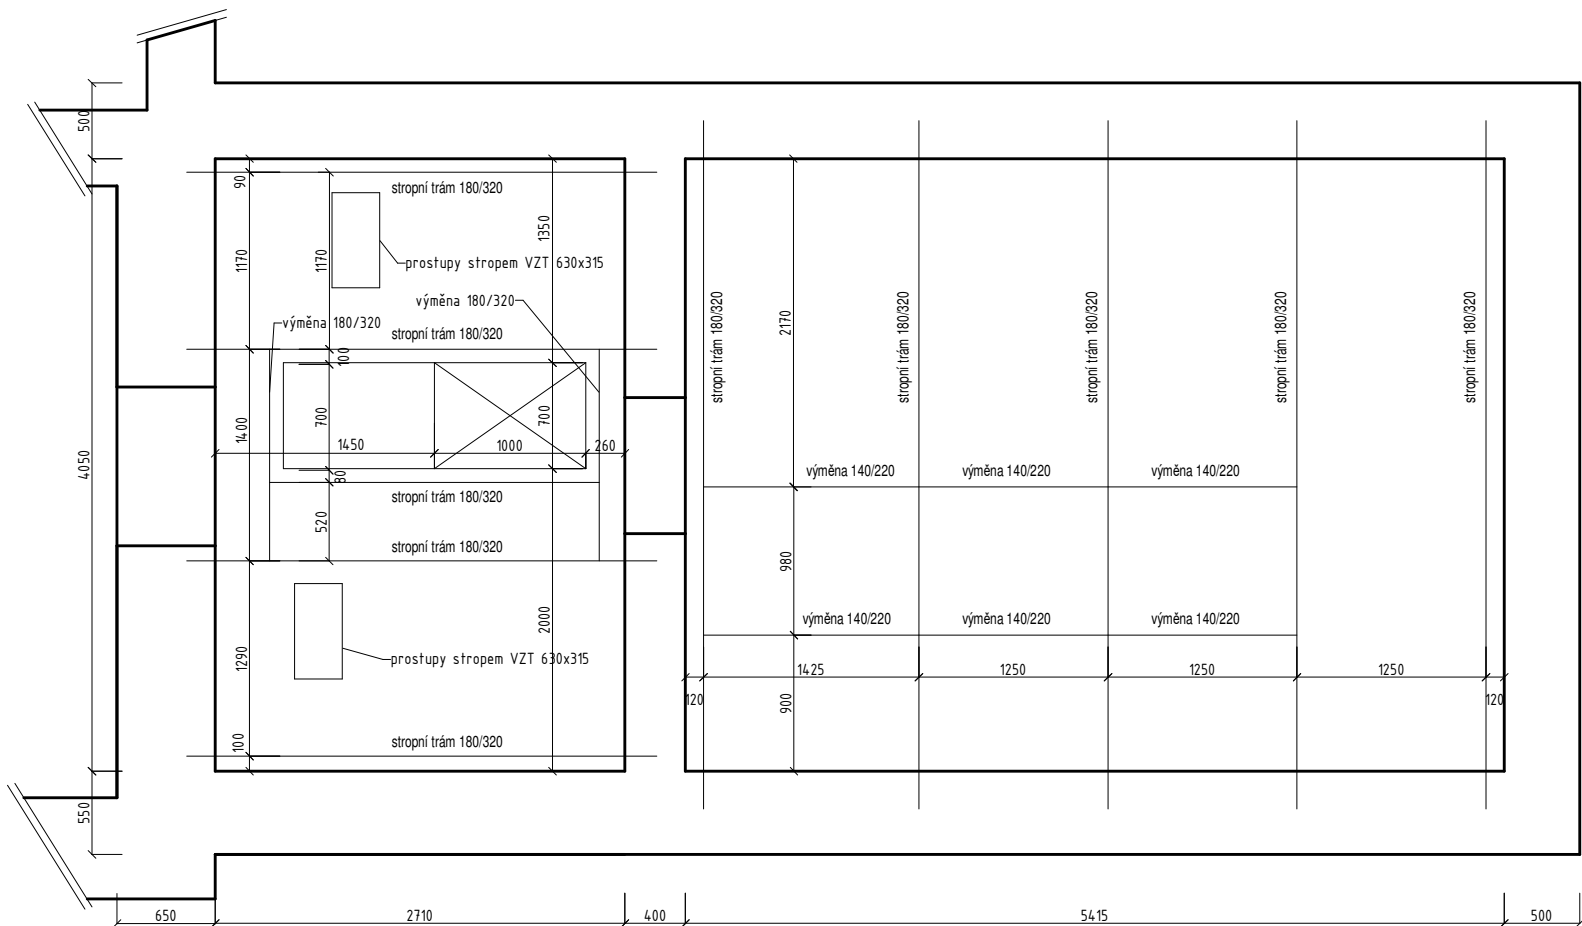 500
90
stropní trám 180/320
1350
1170
1170
prostupy stropem VZT 630x315
výměna 180/320
výměna 180/320
stropní trám 180/320
100
2170
stropní trám 180/320
stropní trám 180/320
stropní trám 180/320
stropní trám 180/320
stropní trám 180/320
1400
700
700
1450
1000
260
4050
80
stropní trám 180/320
výměna 140/220
výměna 140/220
výměna 140/220
520
stropní trám 180/320
980
2000
výměna 140/220
výměna 140/220
výměna 140/220
1290
prostupy stropem VZT 630x315
1425
1250
1250
1250
120
900
120
100
stropní trám 180/320
550
650
2710
400
5415
500